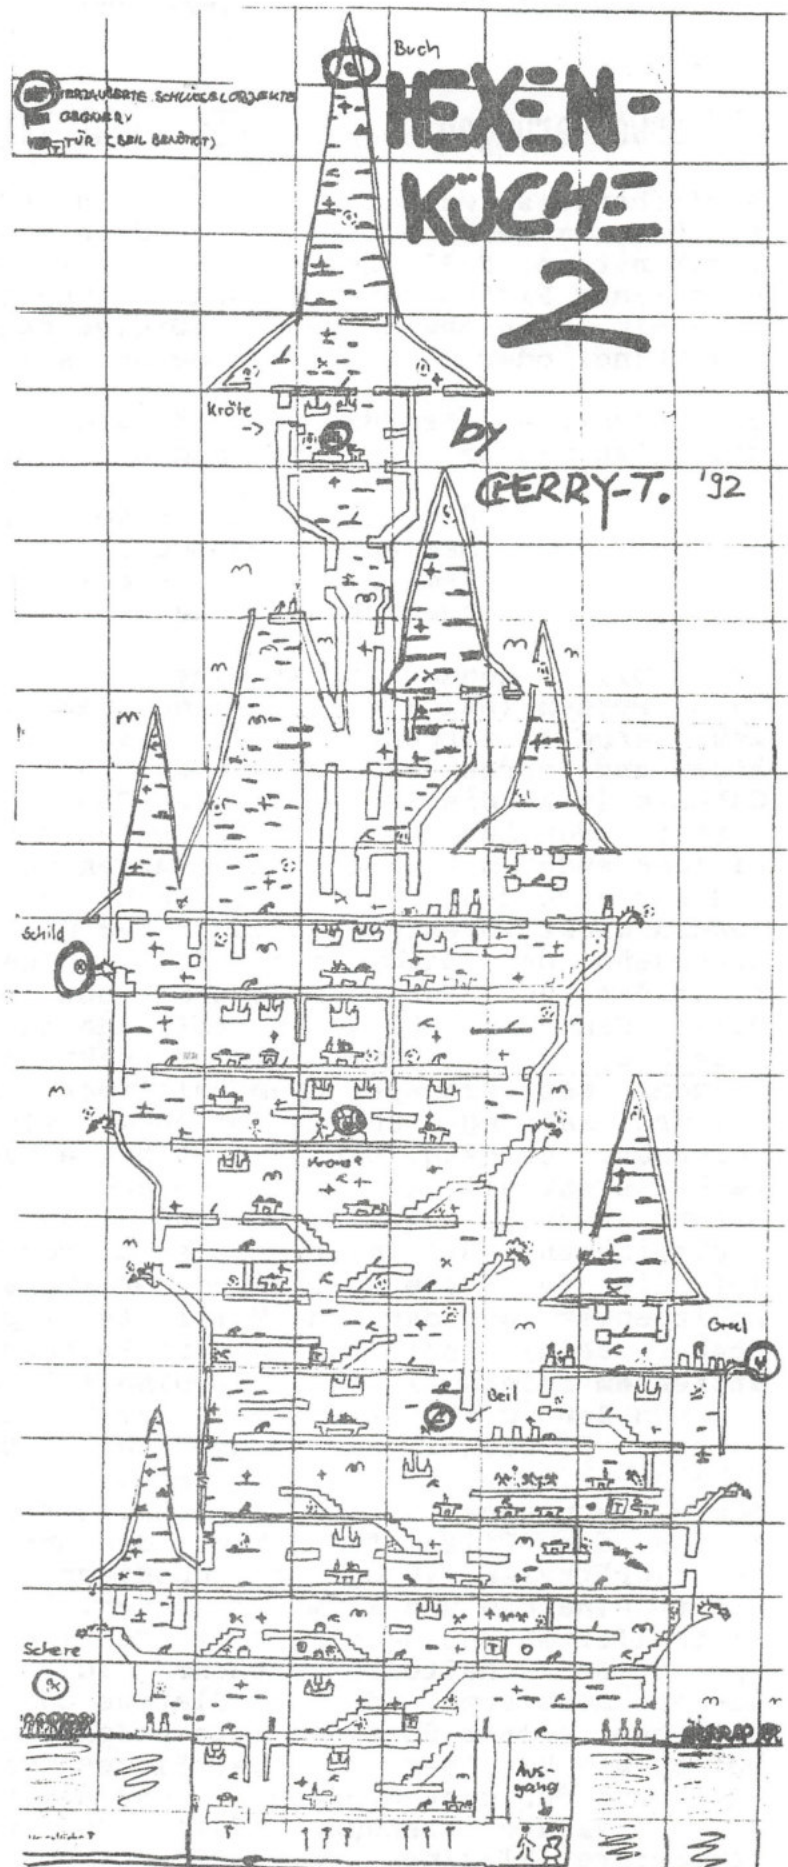 Buch
HEXEN-
KÜCHE
2
by
GERRY-T. '92
VERZAUBERTE SCHLÜSSELOBJEKTE
GEGNER
T TÜR (BEIL BENÖTIGT)
Kröte
Schild
Krone
Gral
Beil
T
T
T
Schere
T
Aus-
gang